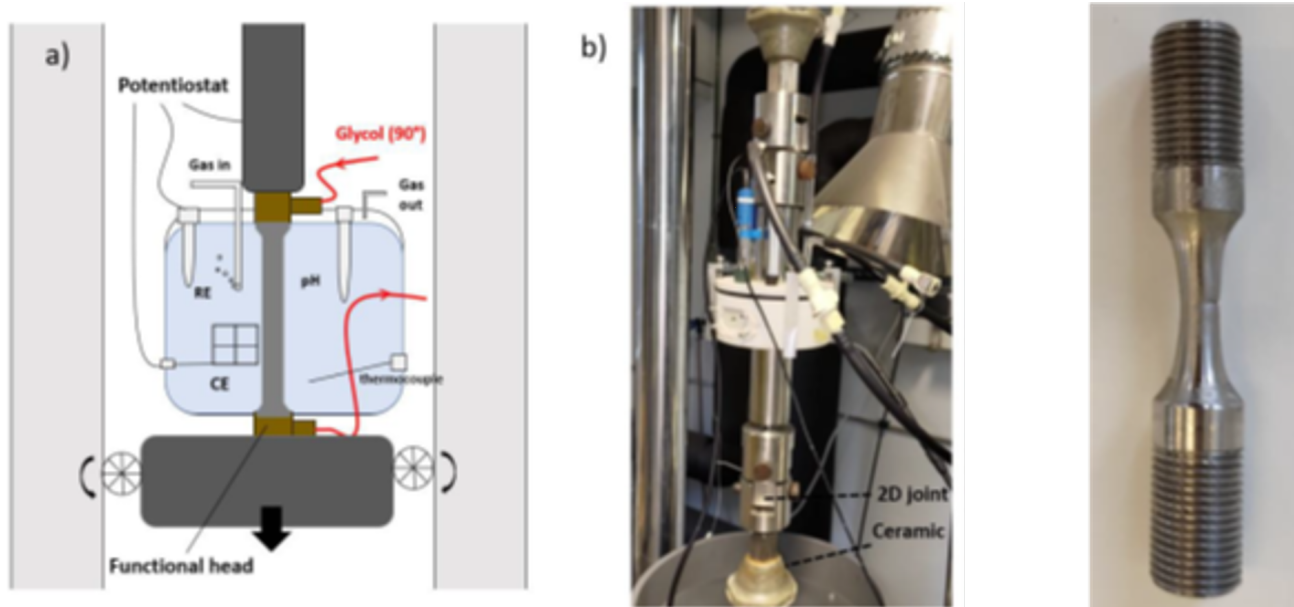 a)
Potentiostat
Glycol (90°)
Gas in
Gas
out
RE
pH
CE
thermocouple
Functional head
b)
2D joint
Ceramic